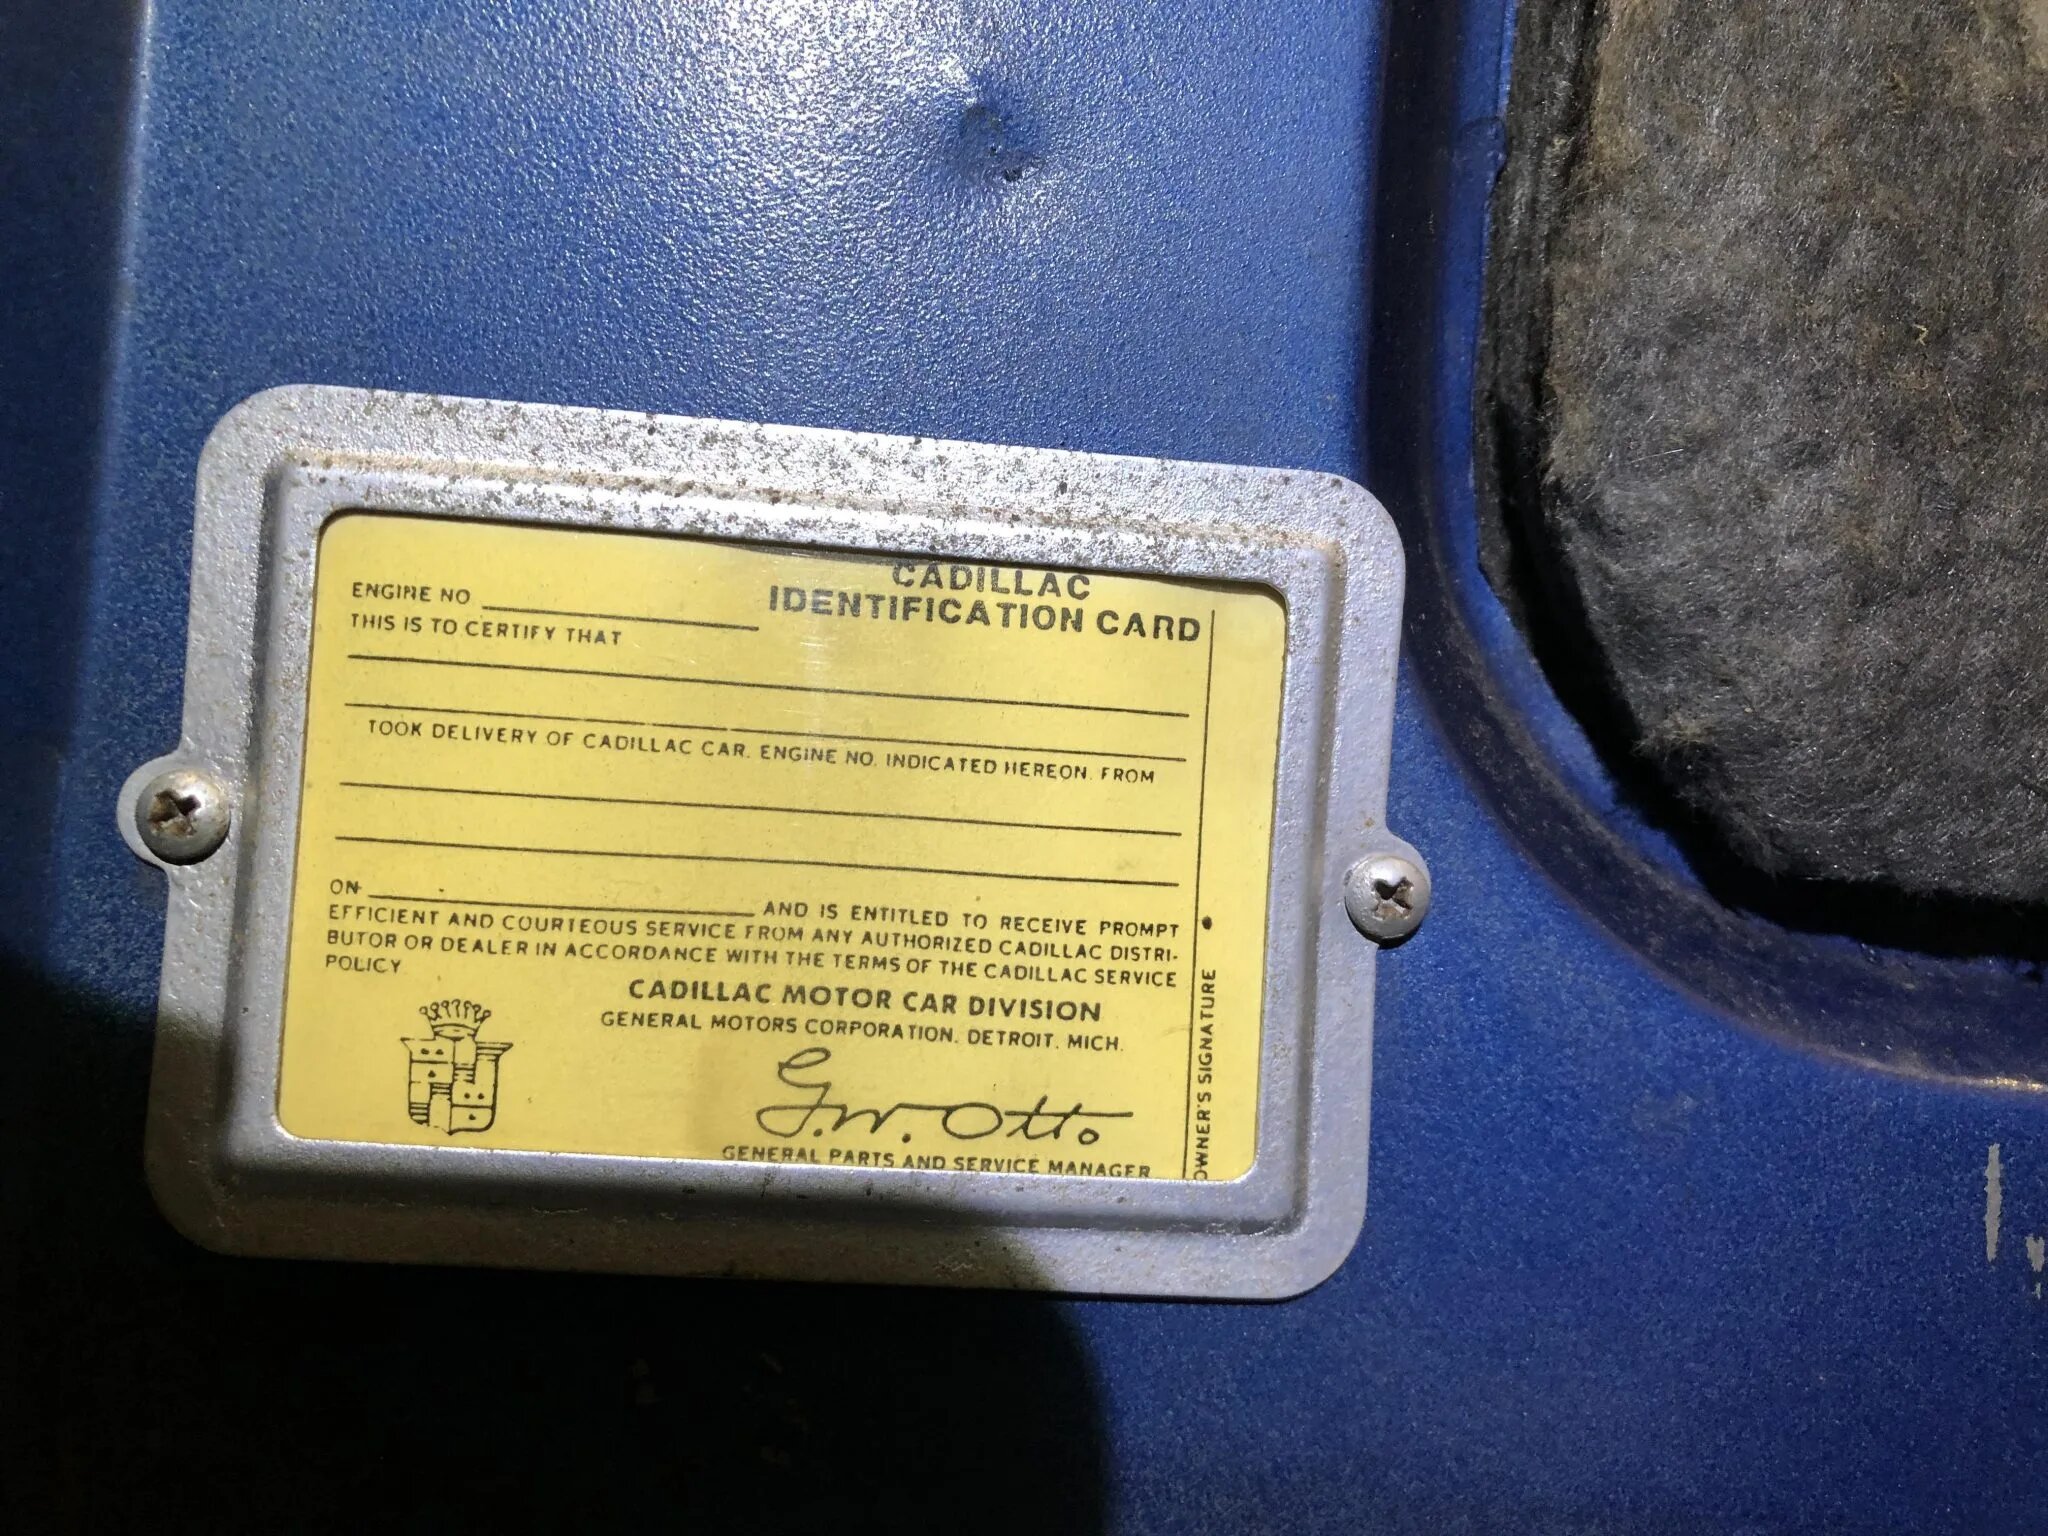 CADILLAC
ENGINE NO IDENTIFICATION CARD
THIS IS TO CERTIFY THAT
TOOK DELIVERY OF CADILLAC CAR. ENGINE NO. INDICATED HEREON. FROM
ON AND IS ENTITLED TO RECEIVE PROMPT
EFFICIENT AND COURTEOUS SERVICE FROM ANY AUTHORIZED CADILLAC DISTRI-
BUTOR OR DEALER IN ACCORDANCE WITH THE TERMS OF THE CADILLAC SERVICE
POLICY
CADILLAC MOTOR CAR DIVISION
GENERAL MOTORS CORPORATION. DETROIT. MICH.
G.W. Otto
GENERAL PARTS AND SERVICE MANAGER
OWNER'S SIGNATURE